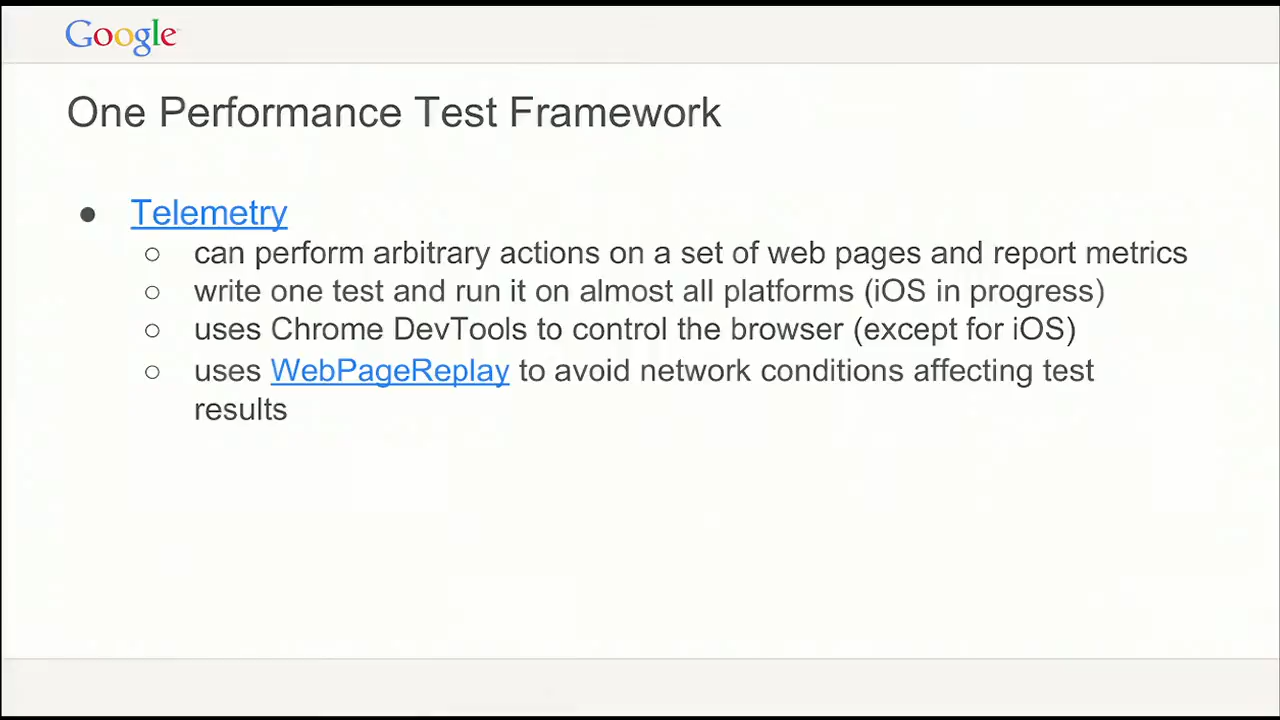 Google
One Performance Test Framework
● Telemetry
○ can perform arbitrary actions on a set of web pages and report metrics
○ write one test and run it on almost all platforms (iOS in progress)
○ uses Chrome DevTools to control the browser (except for iOS)
○ uses WebPageReplay to avoid network conditions affecting test
results